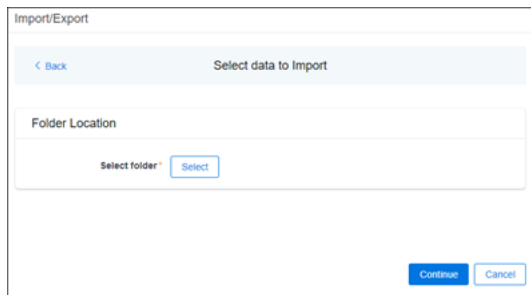 Import/Export
< Back
Select data to Import
Folder Location
Select folder* Select
Continue Cancel